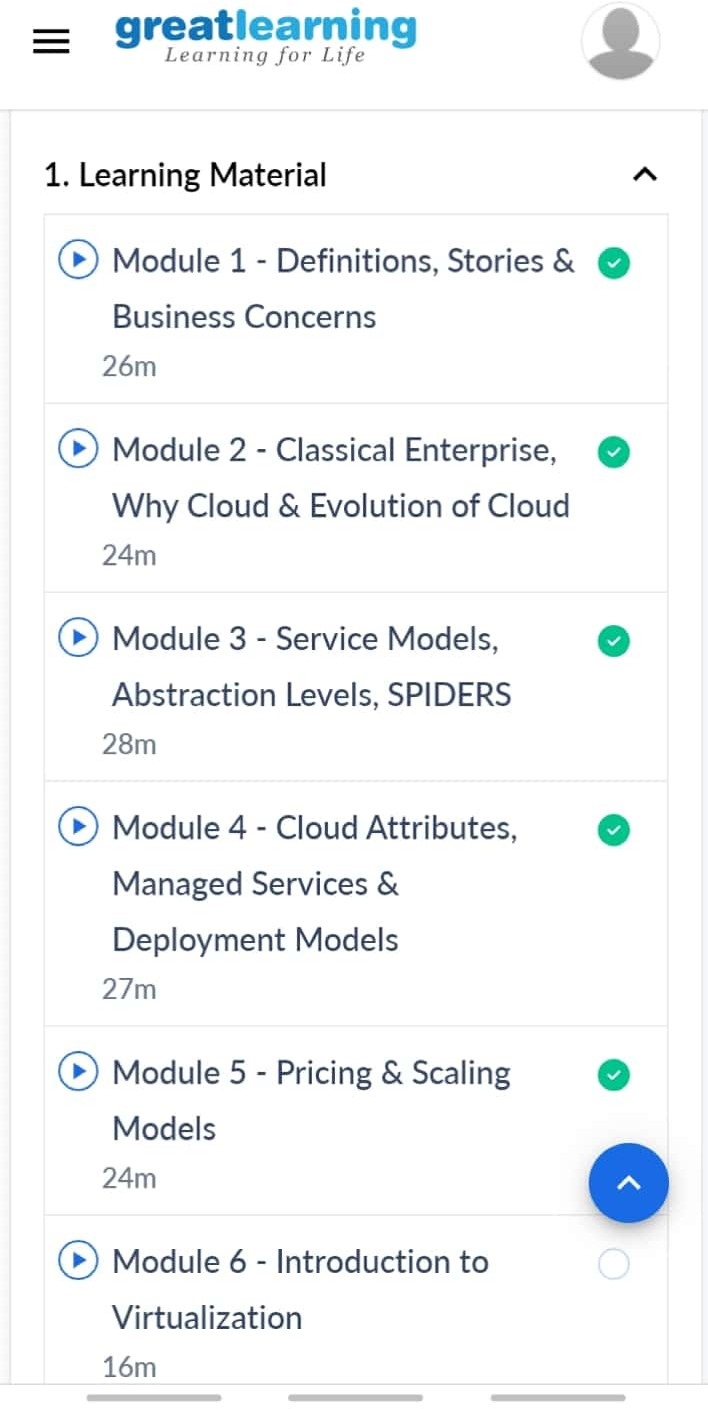 greatlearning
Learning for Life
1. Learning Material
Module 1 - Definitions, Stories &
Business Concerns
26m
Module 2 - Classical Enterprise,
Why Cloud & Evolution of Cloud
24m
Module 3 - Service Models,
Abstraction Levels, SPIDERS
28m
Module 4 - Cloud Attributes,
Managed Services &
Deployment Models
27m
Module 5 - Pricing & Scaling
Models
24m
Module 6 - Introduction to
Virtualization
16m